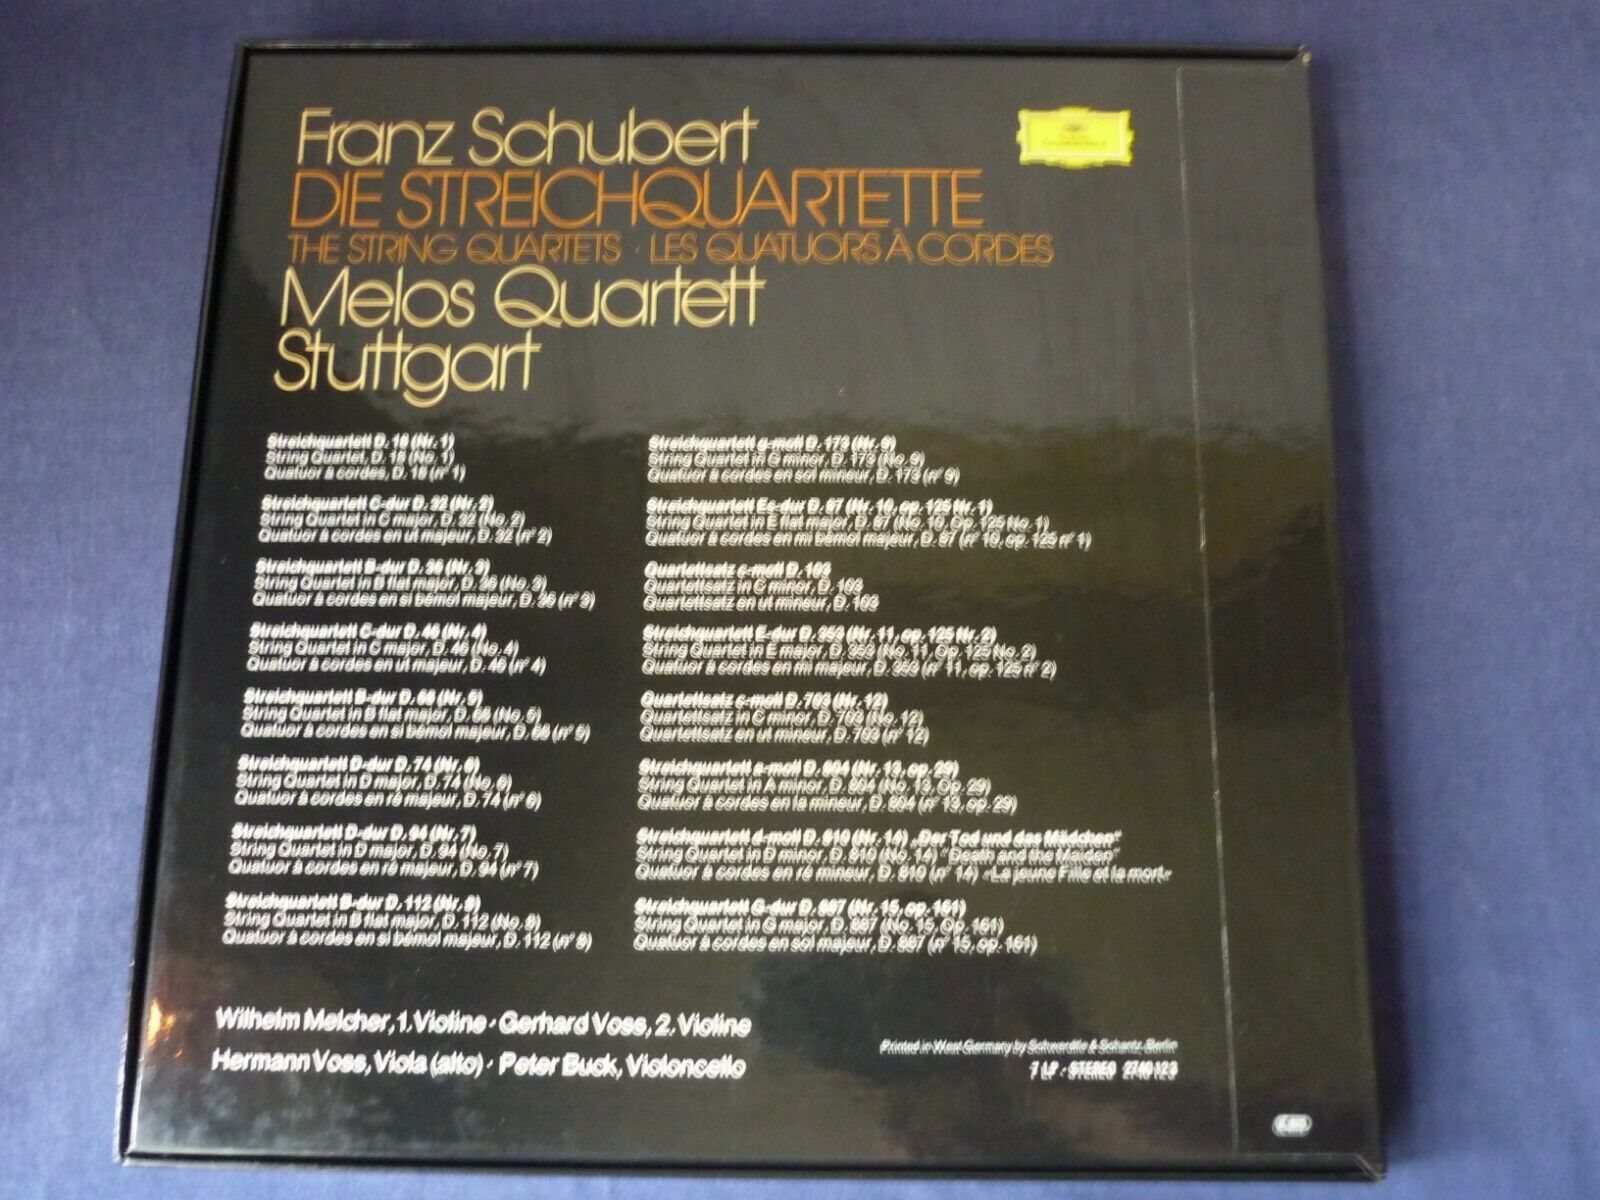 Franz Schubert
DIE STREICHQUARTETTE
THE STRING QUARTETS · LES QUATUORS À CORDES
Melos Quartett
Stuttgart
Streichquartett D. 18 (Nr. 1)
String Quartet, D. 18 (No. 1)
Quatuor à cordes, D. 18 (n° 1)
Streichquartett C-dur D. 32 (Nr. 2)
String Quartet in C major, D. 32 (No. 2)
Quatuor à cordes en ut majeur, D. 32 (n° 2)
Streichquartett B-dur D. 36 (Nr. 3)
String Quartet in B flat major, D. 36 (No. 3)
Quatuor à cordes en si bémol majeur, D. 36 (n° 3)
Streichquartett C-dur D. 46 (Nr. 4)
String Quartet in C major, D. 46 (No. 4)
Quatuor à cordes en ut majeur, D. 46 (n° 4)
Streichquartett B-dur D. 68 (Nr. 5)
String Quartet in B flat major, D. 68 (No. 5)
Quatuor à cordes en si bémol majeur, D. 68 (n° 5)
Streichquartett D-dur D. 74 (Nr. 6)
String Quartet in D major, D. 74 (No. 6)
Quatuor à cordes en ré majeur, D. 74 (n° 6)
Streichquartett D-dur D. 94 (Nr. 7)
String Quartet in D major, D. 94 (No. 7)
Quatuor à cordes en ré majeur, D. 94 (n° 7)
Streichquartett B-dur D. 112 (Nr. 8)
String Quartet in B flat major, D. 112 (No. 8)
Quatuor à cordes en si bémol majeur, D. 112 (n° 8)
Streichquartett g-moll D. 173 (Nr. 9)
String Quartet in G minor, D. 173 (No. 9)
Quatuor à cordes en sol mineur, D. 173 (n° 9)
Streichquartett Es-dur D. 87 (Nr. 10, op. 125 Nr. 1)
String Quartet in E flat major, D. 87 (No. 10, Op. 125 No. 1)
Quatuor à cordes en mi bémol majeur, D. 87 (n° 10, op. 125 n° 1)
Quartettsatz c-moll D. 103
Quartettsatz in C minor, D. 103
Quartettsatz en ut mineur, D. 103
Streichquartett E-dur D. 353 (Nr. 11, op. 125 Nr. 2)
String Quartet in E major, D. 353 (No. 11, Op. 125 No. 2)
Quatuor à cordes en mi majeur, D. 353 (n° 11, op. 125 n° 2)
Quartettsatz c-moll D. 703 (Nr. 12)
Quartettsatz in C minor, D. 703 (No. 12)
Quartettsatz en ut mineur, D. 703 (n° 12)
Streichquartett a-moll D. 804 (Nr. 13, op. 29)
String Quartet in A minor, D. 804 (No. 13, Op. 29)
Quatuor à cordes en la mineur, D. 804 (n° 13, op. 29)
Streichquartett d-moll D. 810 (Nr. 14) „Der Tod und das Mädchen“
String Quartet in D minor, D. 810 (No. 14) “Death and the Maiden”
Quatuor à cordes en ré mineur, D. 810 (n° 14) «La jeune Fille et la mort»
Streichquartett G-dur D. 887 (Nr. 15, op. 161)
String Quartet in G major, D. 887 (No. 15, Op. 161)
Quatuor à cordes en sol majeur, D. 887 (n° 15, op. 161)
Wilhelm Melcher, 1. Violine · Gerhard Voss, 2. Violine
Hermann Voss, Viola (alto) · Peter Buck, Violoncello
Printed in West Germany by Schwerdtle & Schantz, Berlin
7 LP · STEREO 2740 123